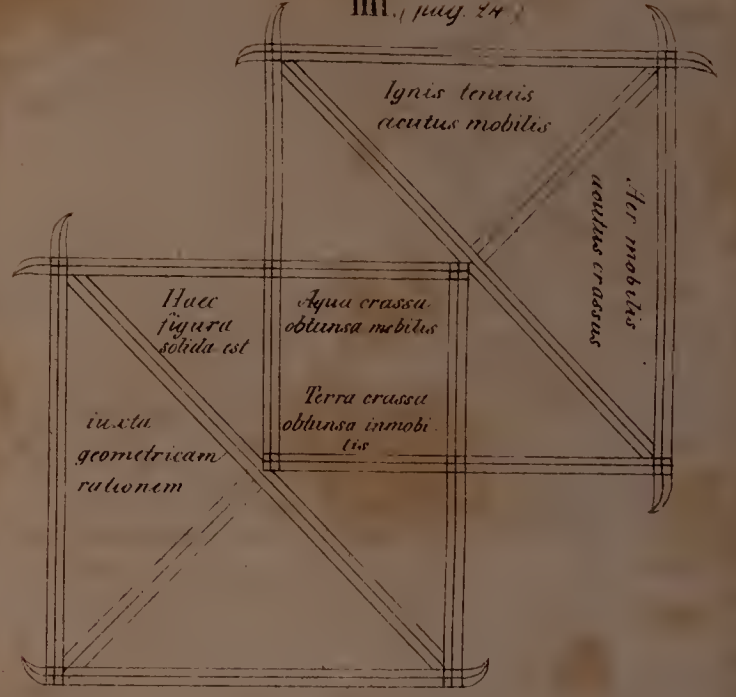 IIII. (pag. 24)
Ignis tenuis
acutus mobilis
Aer mobilis
acutus crassus
Haec
figura
solida est
Aqua crassa
obtunsa mobilis
Terra crassa
obtunsa inmobi-
lis
iuxta
geometricam
rationem